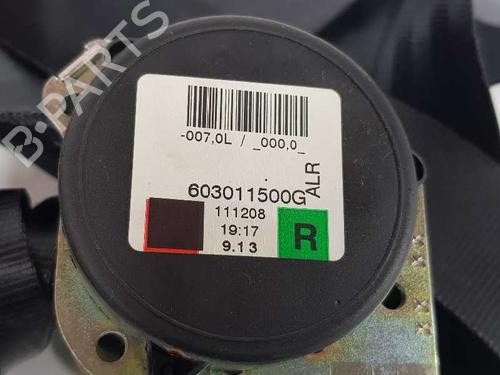 B-PARTS
-007,0L / _000,0_
603011500G
ALR
111208
19:17
9.13
R